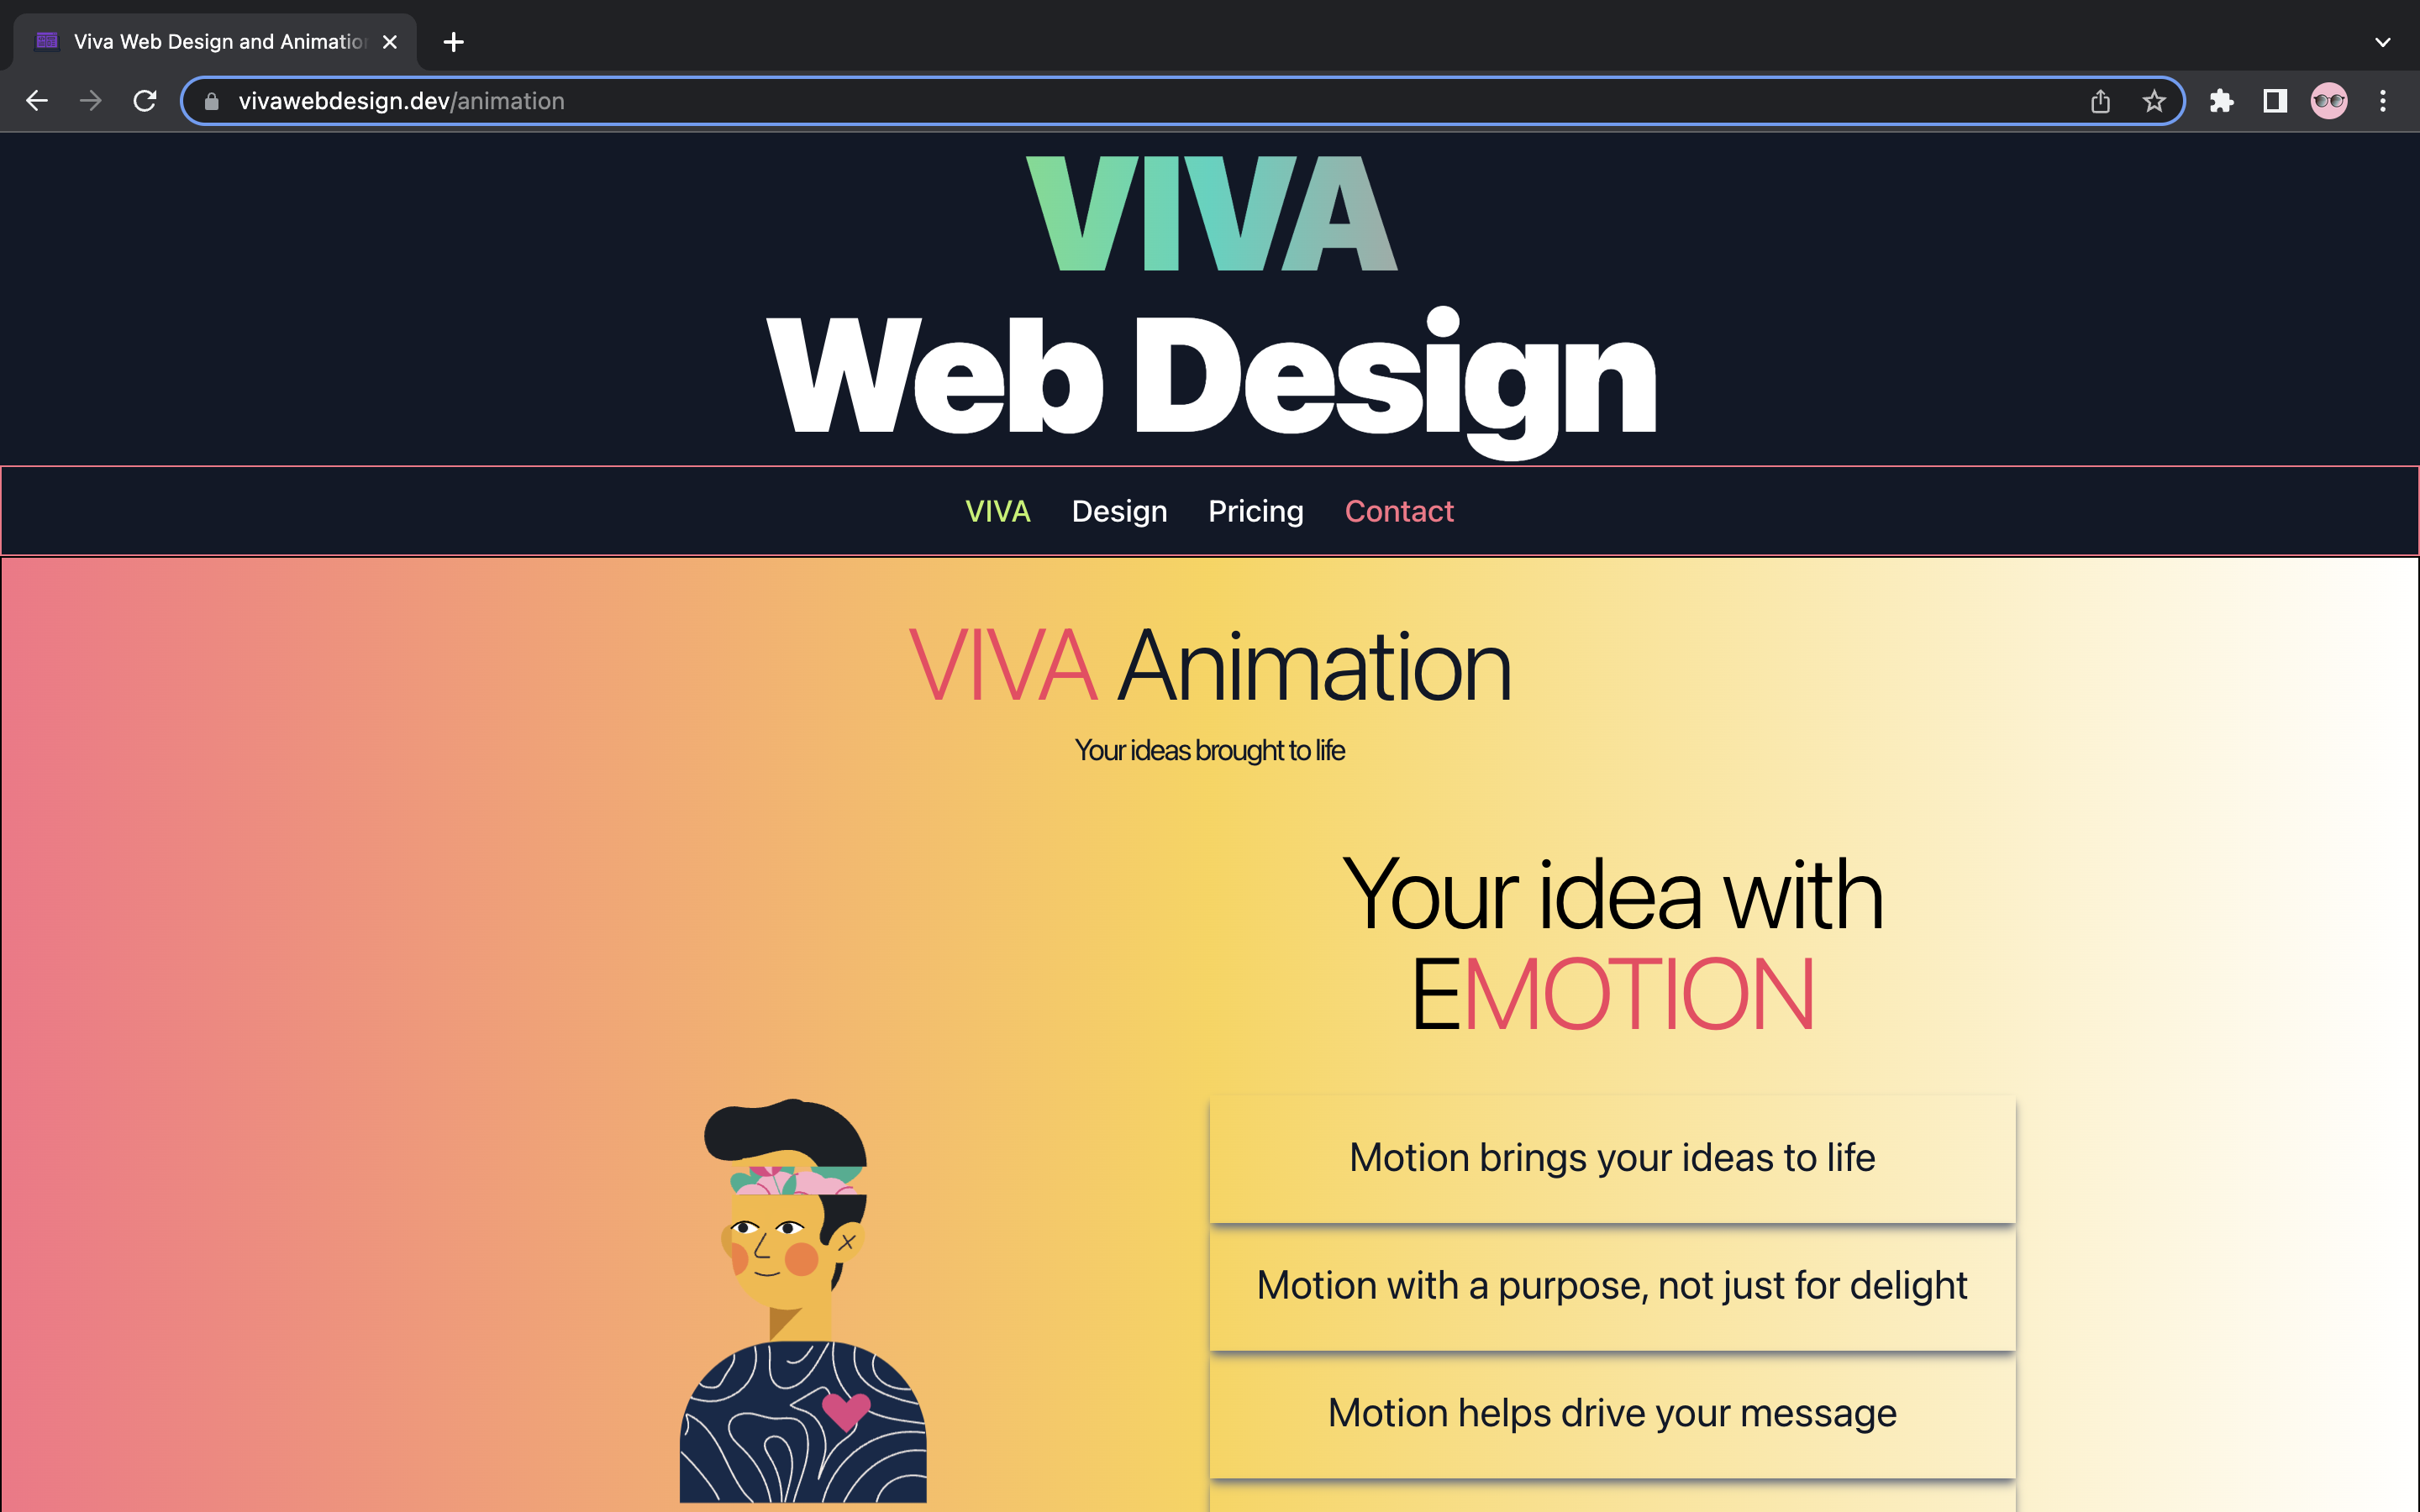 Viva Web Design and Animatio
vivawebdesign.dev/animation
VIVA
Web Design
VIVA Design Pricing Contact
VIVA Animation
Your ideas brought to life
Your idea with
EMOTION
Motion brings your ideas to life
Motion with a purpose, not just for delight
Motion helps drive your message